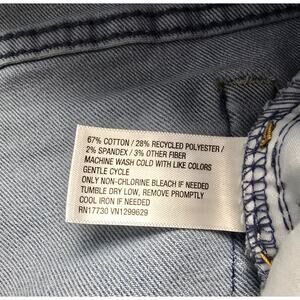 67% COTTON / 28% RECYCLED POLYESTER /
2% SPANDEX / 3% OTHER FIBER
MACHINE WASH COLD WITH LIKE COLORS
GENTLE CYCLE
ONLY NON-CHLORINE BLEACH IF NEEDED
TUMBLE DRY LOW, REMOVE PROMPTLY
COOL IRON IF NEEDED
RN17730 VN1299629